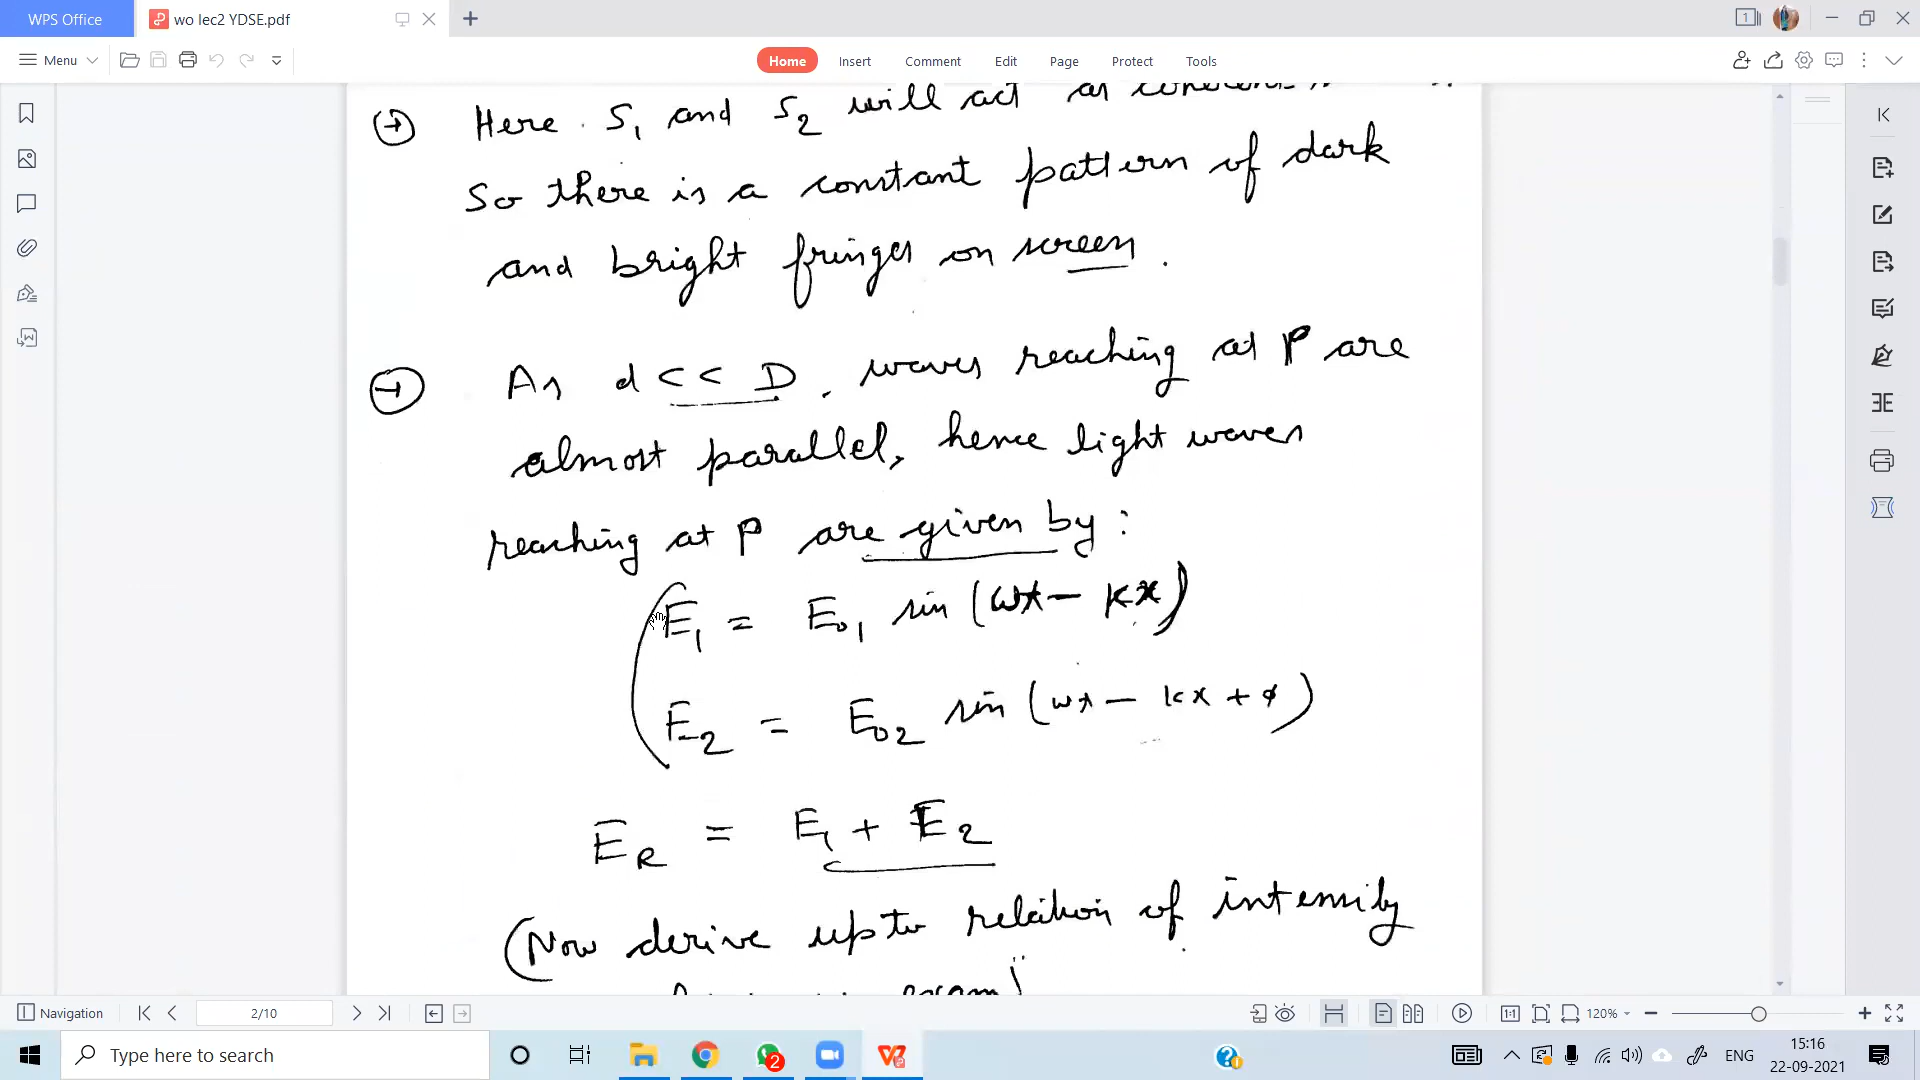 WPS Office
wo lec2 YDSE.pdf
Menu
Home Insert Comment Edit Page Protect Tools
Here S1 and S2 will act as
So there is a constant pattern of dark
and bright fringes on screen.
As d << D, waves reaching at P are
almost parallel, hence light waves
reaching at P are given by:
E1 = E01 sin (wt - kx)
E2 = E02 sin (wt - kx + φ)
ER = E1 + E2
(Now derive upto relation of intensity
exam)
Navigation
2/10
120%
Type here to search
2
ENG
15:16
22-09-2021